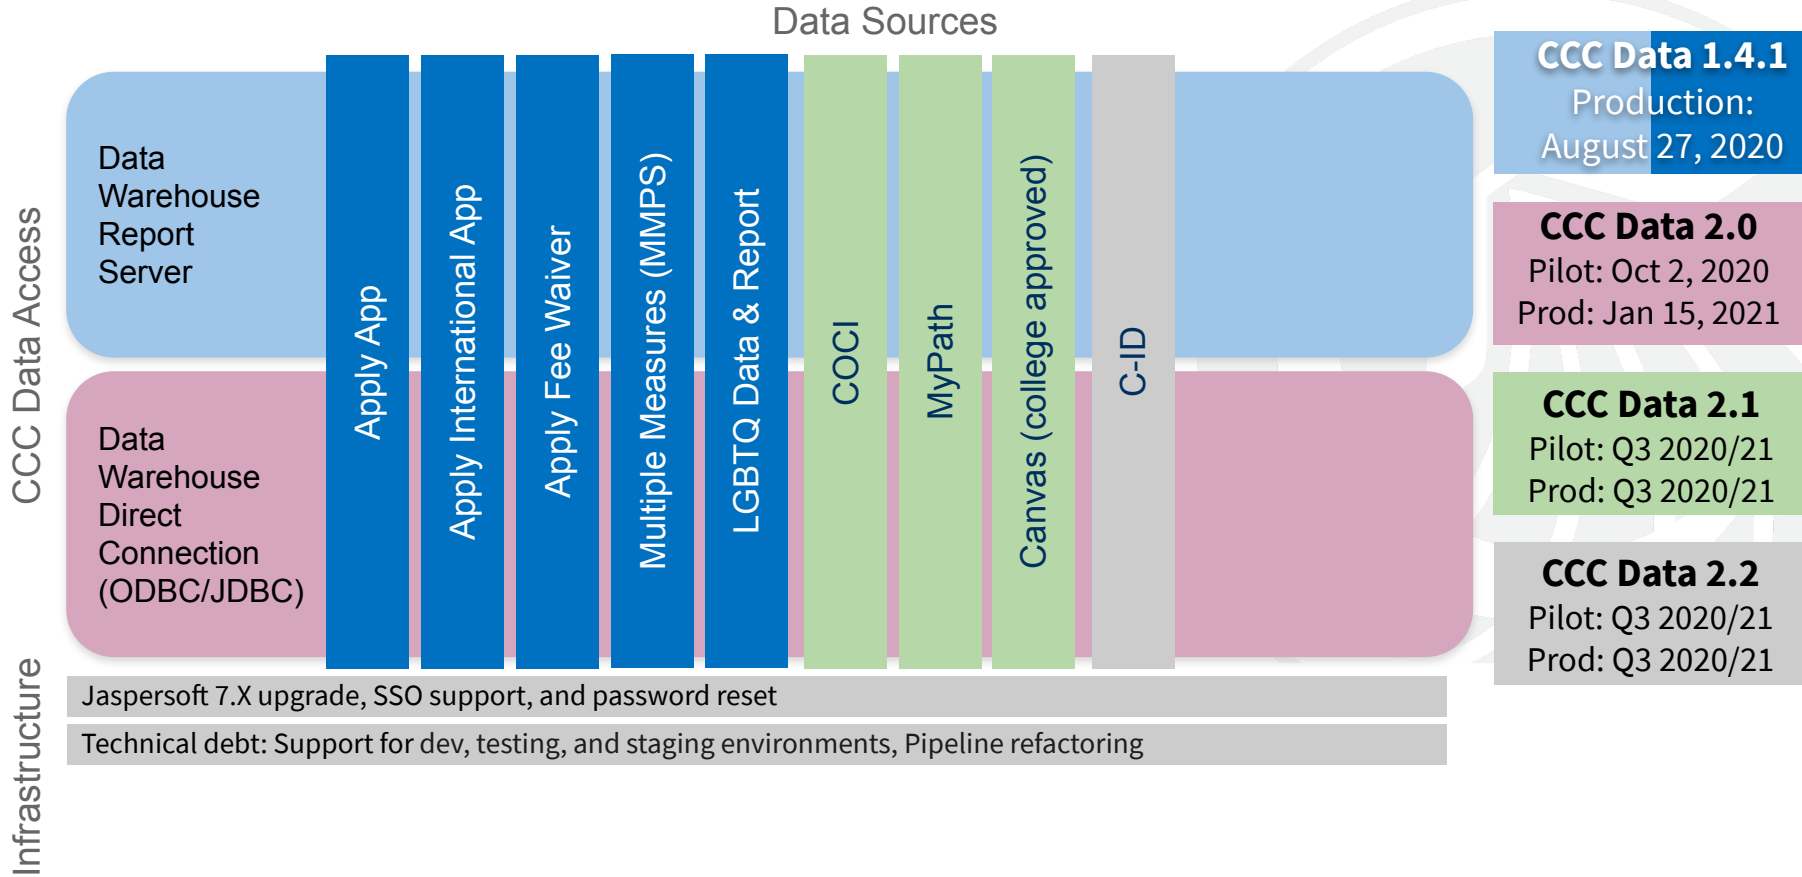 Data Sources
CCC Data Access
Infrastructure
Data
Warehouse
Report
Server
Data
Warehouse
Direct
Connection
(ODBC/JDBC)
Apply App
Apply International App
Apply Fee Waiver
Multiple Measures (MMPS)
LGBTQ Data & Report
COCI
MyPath
Canvas (college approved)
C-ID
Jaspersoft 7.X upgrade, SSO support, and password reset
Technical debt: Support for dev, testing, and staging environments, Pipeline refactoring
CCC Data 1.4.1
Production:
August 27, 2020
CCC Data 2.0
Pilot: Oct 2, 2020
Prod: Jan 15, 2021
CCC Data 2.1
Pilot: Q3 2020/21
Prod: Q3 2020/21
CCC Data 2.2
Pilot: Q3 2020/21
Prod: Q3 2020/21